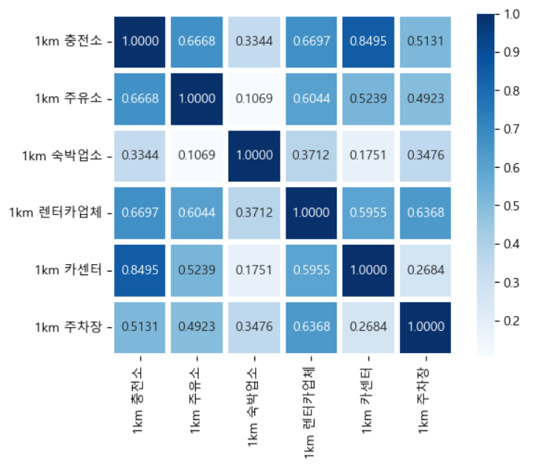 1km 충전소 1.0000 0.6668 0.3344 0.6697 0.8495 0.5131
1km 주유소 0.6668 1.0000 0.1069 0.6044 0.5239 0.4923
1km 숙박업소 0.3344 0.1069 1.0000 0.3712 0.1751 0.3476
1km 렌터카업체 0.6697 0.6044 0.3712 1.0000 0.5955 0.6368
1km 카센터 0.8495 0.5239 0.1751 0.5955 1.0000 0.2684
1km 주차장 0.5131 0.4923 0.3476 0.6368 0.2684 1.0000
1km 충전소
1km 주유소
1km 숙박업소
1km 렌터카업체
1km 카센터
1km 주차장
1.0
0.9
0.8
0.7
0.6
0.5
0.4
0.3
0.2